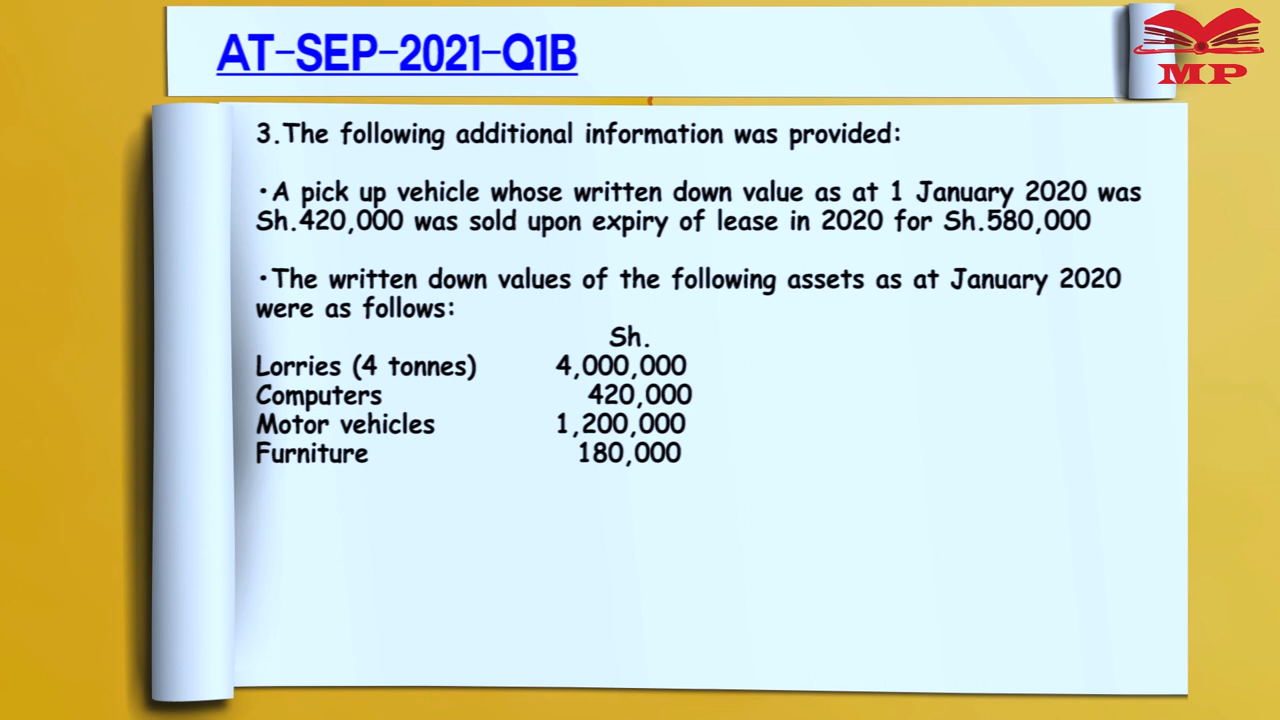 AT-SEP-2021-Q1B
MP
3.The following additional information was provided:
•A pick up vehicle whose written down value as at 1 January 2020 was
Sh.420,000 was sold upon expiry of lease in 2020 for Sh.580,000
•The written down values of the following assets as at January 2020
were as follows:
Sh.
Lorries (4 tonnes) 4,000,000
Computers 420,000
Motor vehicles 1,200,000
Furniture 180,000